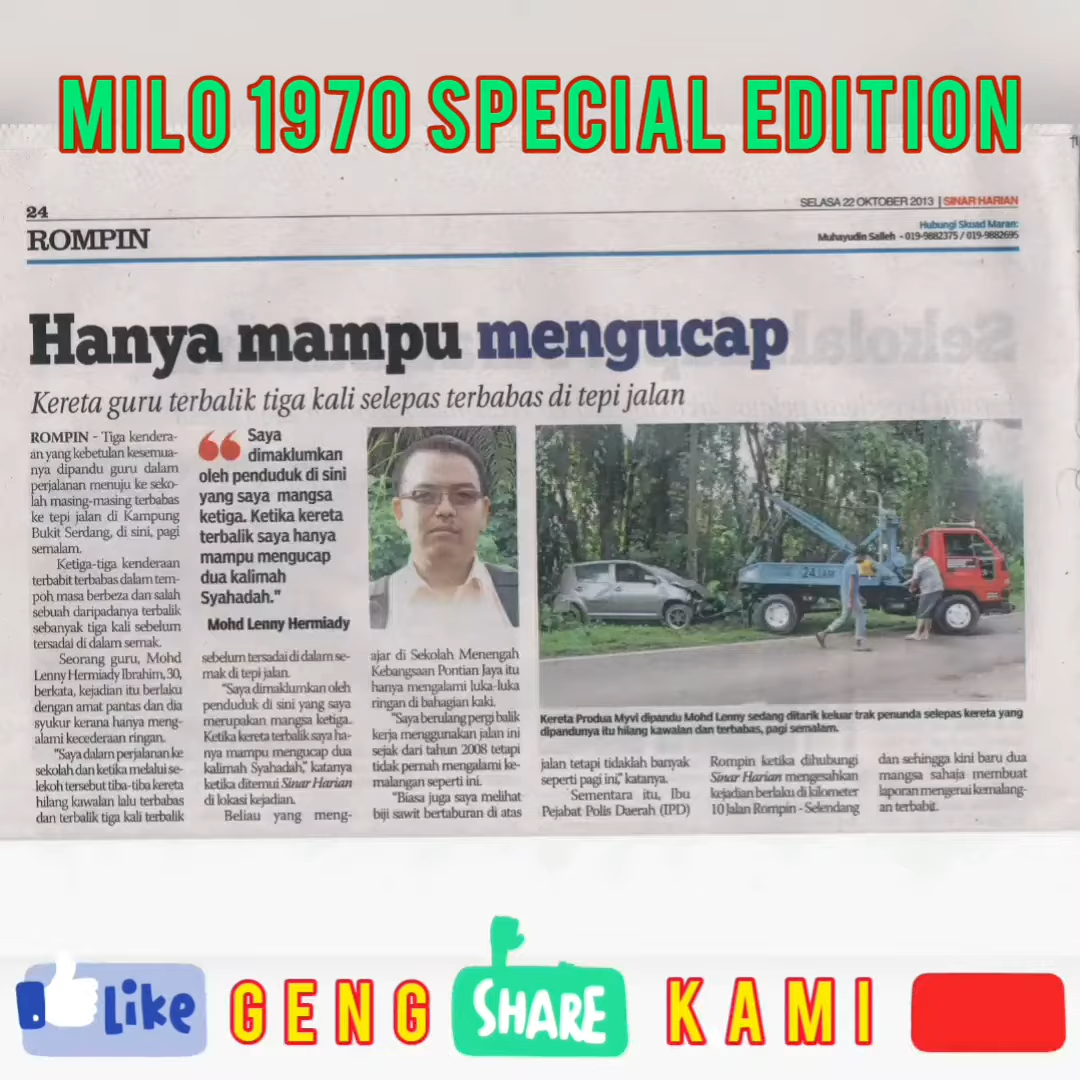 MILO 1970 SPECIAL EDITION
24
SELASA 22 OKTOBER 2013 | SINAR HARIAN
ROMPIN
Hubungi Skuad Maran:
Muhayudin Salleh - 019-9882375 / 019-9882695
Hanya mampu mengucap
Kereta guru terbalik tiga kali selepas terbabas di tepi jalan
ROMPIN - Tiga kendera-
an yang kebetulan kesemua-
nya dipandu guru dalam
perjalanan menuju ke seko-
lah masing-masing terbabas
ke tepi jalan di Kampung
Bukit Serdang, di sini, pagi
semalam.
Ketiga-tiga kenderaan
terbabit terbabas dalam tem-
poh masa berbeza dan salah
sebuah daripadanya terbalik
sebanyak tiga kali sebelum
tersadai di dalam semak.
Seorang guru, Mohd
Lenny Hermiady Ibrahim, 30,
berkata, kejadian itu berlaku
dengan amat pantas dan dia
syukur kerana hanya meng-
alami kecederaan ringan.
"Saya dalam perjalanan ke
sekolah dan ketika melalui se-
lekoh tersebut tiba-tiba kereta
hilang kawalan lalu terbabas
dan terbalik tiga kali terbalik
Saya
dimaklumkan
oleh penduduk di sini
yang saya mangsa
ketiga. Ketika kereta
terbalik saya hanya
mampu mengucap
dua kalimah
Syahadah."
Mohd Lenny Hermiady
sebelum tersadai di dalam se-
mak di tepi jalan.
"Saya dimaklumkan oleh
penduduk di sini yang saya
merupakan mangsa ketiga.
Ketika kereta terbalik saya ha-
nya mampu mengucap dua
kalimah Syahadah," katanya
ketika ditemui Sinar Harian
di lokasi kejadian.
Beliau yang meng-
ajar di Sekolah Menengah
Kebangsaan Pontian Jaya itu
hanya mengalami luka-luka
ringan di bahagian kaki.
"Saya berulang pergi balik
kerja menggunakan jalan ini
sejak dari tahun 2008 tetapi
tidak pernah mengalami ke-
malangan seperti ini.
"Biasa juga saya melihat
biji sawit bertaburan di atas
24 JAM
Kereta Produa Myvi dipandu Mohd Lenny sedang ditarik keluar trak penunda selepas kereta yang
dipandunya itu hilang kawalan dan terbabas, pagi semalam.
jalan tetapi tidaklah banyak
seperti pagi ini," katanya.
Sementara itu, Ibu
Pejabat Polis Daerah (IPD)
Rompin ketika dihubungi
Sinar Harian mengesahkan
kejadian berlaku di kilometer
10 Jalan Rompin - Selendang
dan sehingga kini baru dua
mangsa sahaja membuat
laporan mengenai kemalang-
an terbabit.
Like GENG SHARE KAMI